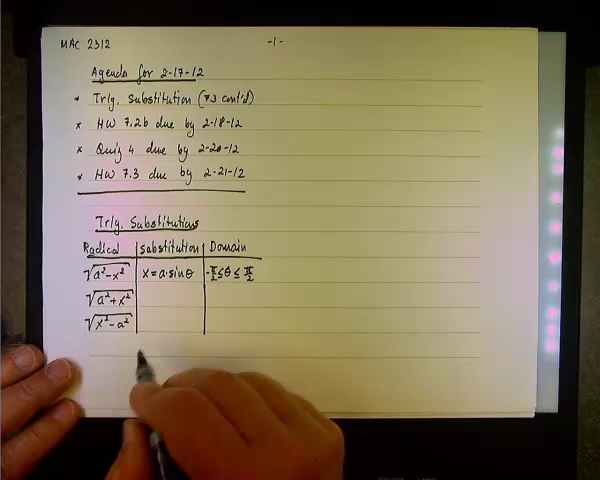 MAC 2312
-1-
Agenda for 2-17-12
* Trig. Substitution (7.3 cont'd)
* HW 7.2b due by 2-18-12
* Quiz 4 due by 2-20-12
* HW 7.3 due by 2-21-12
Trig. Substitutions
Radical | substitution | Domain
√a²-x² | x = a·sinθ | -π/2 ≤ θ ≤ π/2
√a²+x²
√x²-a²